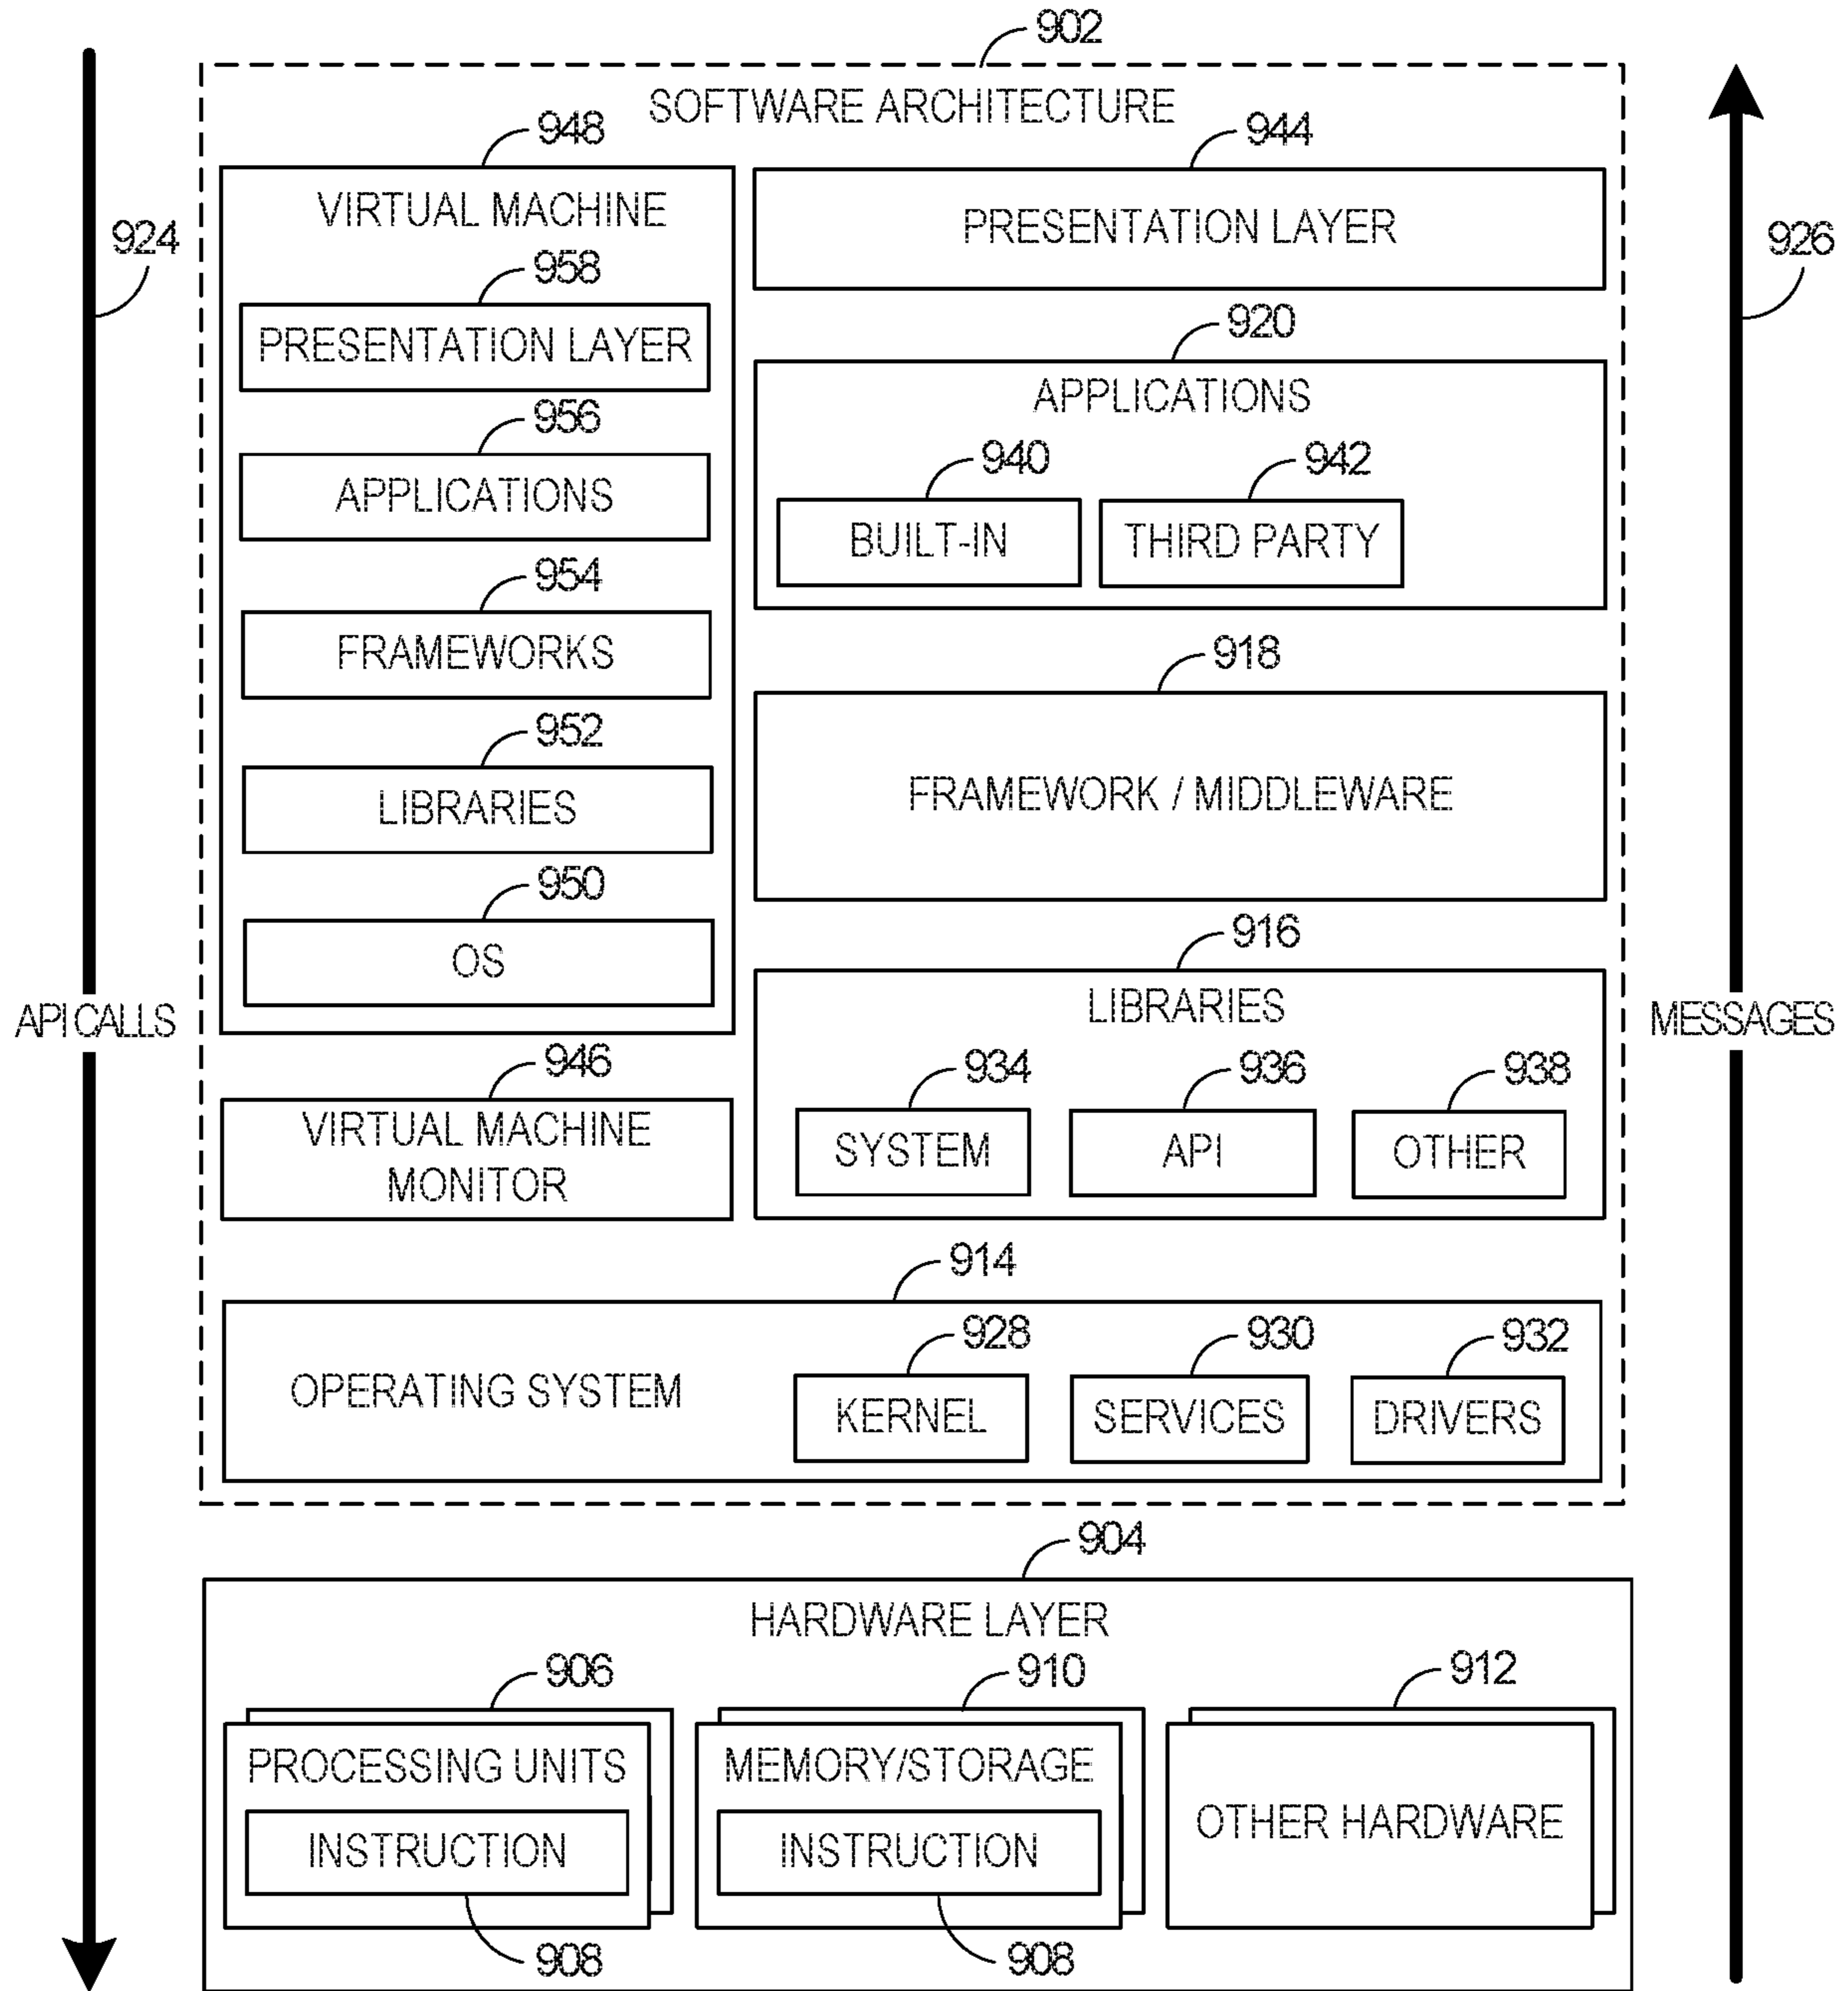 902
SOFTWARE ARCHITECTURE
948
VIRTUAL MACHINE
958
PRESENTATION LAYER
956
APPLICATIONS
954
FRAMEWORKS
952
LIBRARIES
950
OS
946
VIRTUAL MACHINE
MONITOR
944
PRESENTATION LAYER
920
APPLICATIONS
940
BUILT-IN
942
THIRD PARTY
918
FRAMEWORK / MIDDLEWARE
916
LIBRARIES
934
SYSTEM
936
API
938
OTHER
914
OPERATING SYSTEM
928
KERNEL
930
SERVICES
932
DRIVERS
904
HARDWARE LAYER
906
PROCESSING UNITS
INSTRUCTION
908
910
MEMORY/STORAGE
INSTRUCTION
908
912
OTHER HARDWARE
924
API CALLS
926
MESSAGES